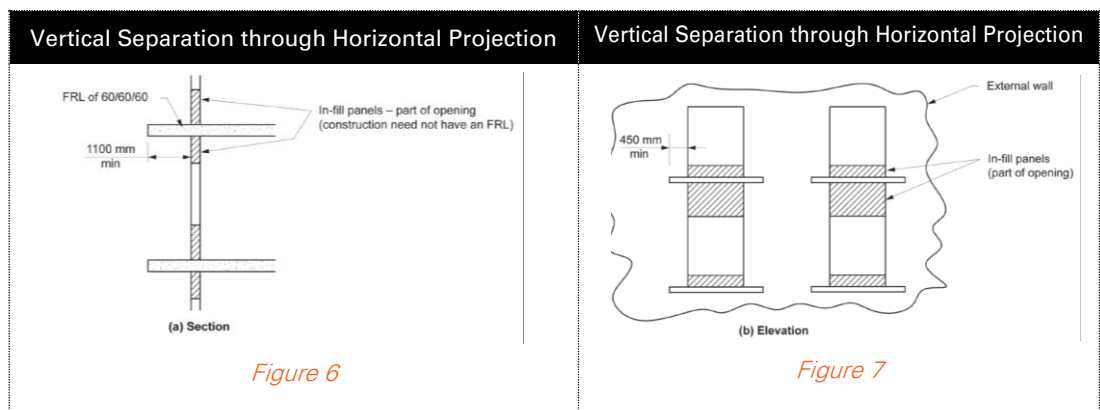 Vertical Separation through Horizontal Projection
FRL of 60/60/60
In-fill panels – part of opening
(construction need not have an FRL)
1100 mm
min
(a) Section
Figure 6
Vertical Separation through Horizontal Projection
External wall
450 mm
min
In-fill panels
(part of opening)
(b) Elevation
Figure 7